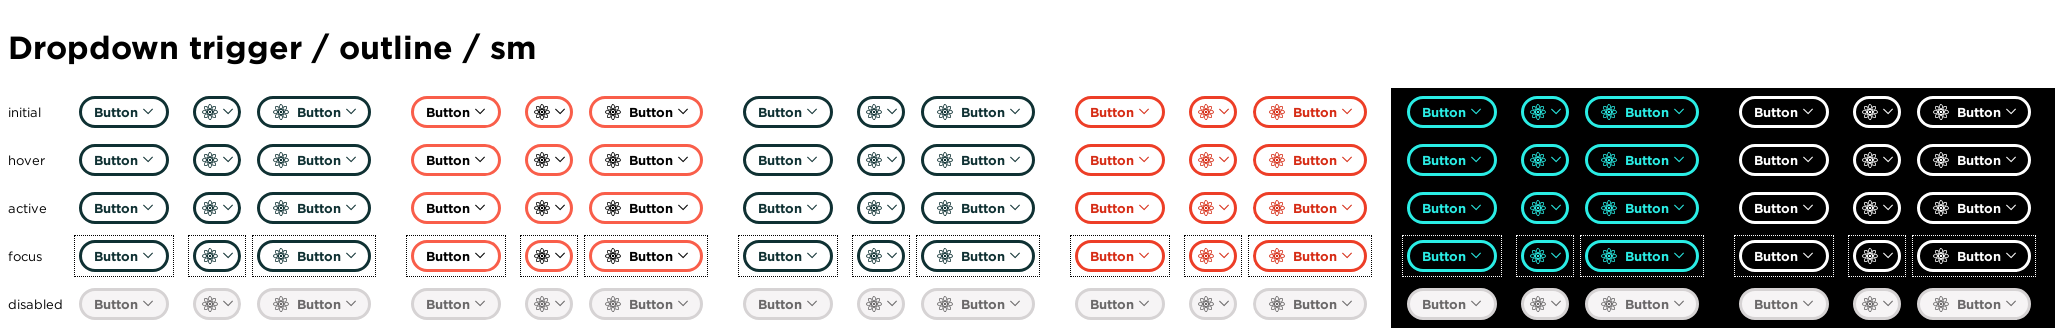 Dropdown trigger / outline / sm
initial Button Button Button Button Button Button Button Button Button Button Button Button
hover Button Button Button Button Button Button Button Button Button Button Button Button
active Button Button Button Button Button Button Button Button Button Button Button Button
focus Button Button Button Button Button Button Button Button Button Button Button Button
disabled Button Button Button Button Button Button Button Button Button Button Button Button